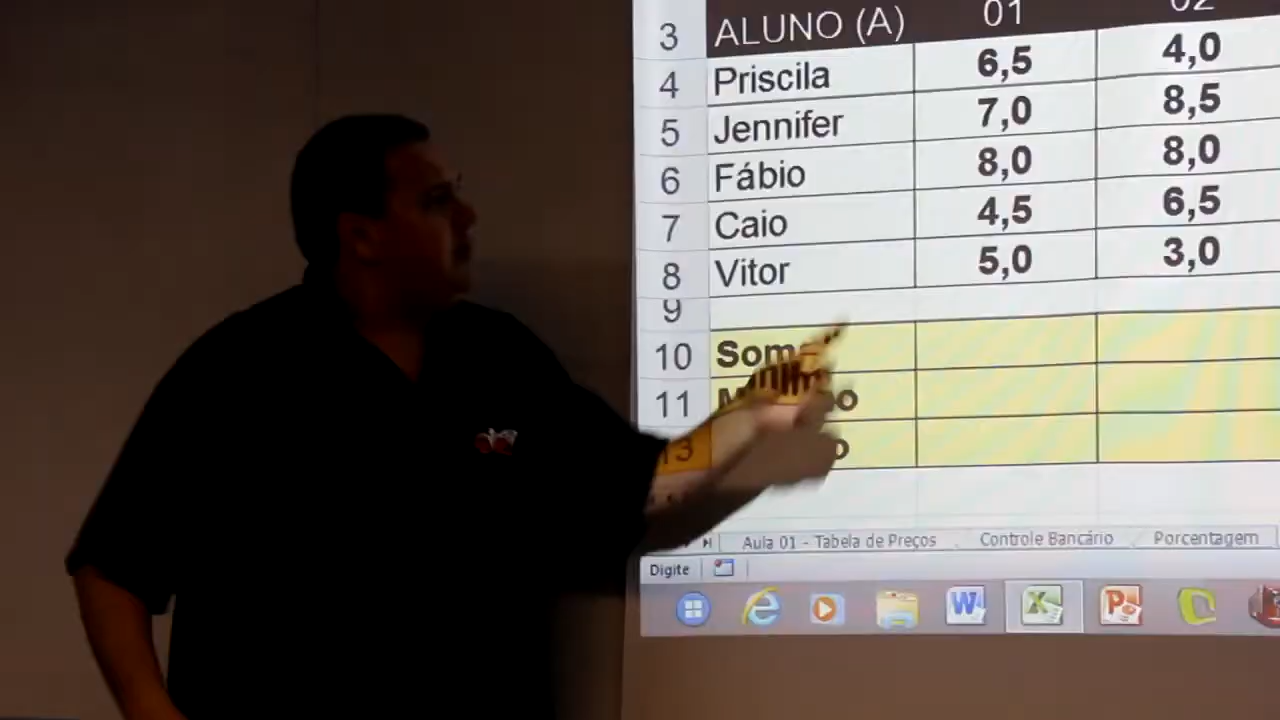 3 ALUNO (A) 01 02
4 Priscila 6,5 4,0
5 Jennifer 7,0 8,5
6 Fábio 8,0 8,0
7 Caio 4,5 6,5
8 Vitor 5,0 3,0
9
10
11
13
Aula 01 - Tabela de Preços Controle Bancário Porcentagem
Digite